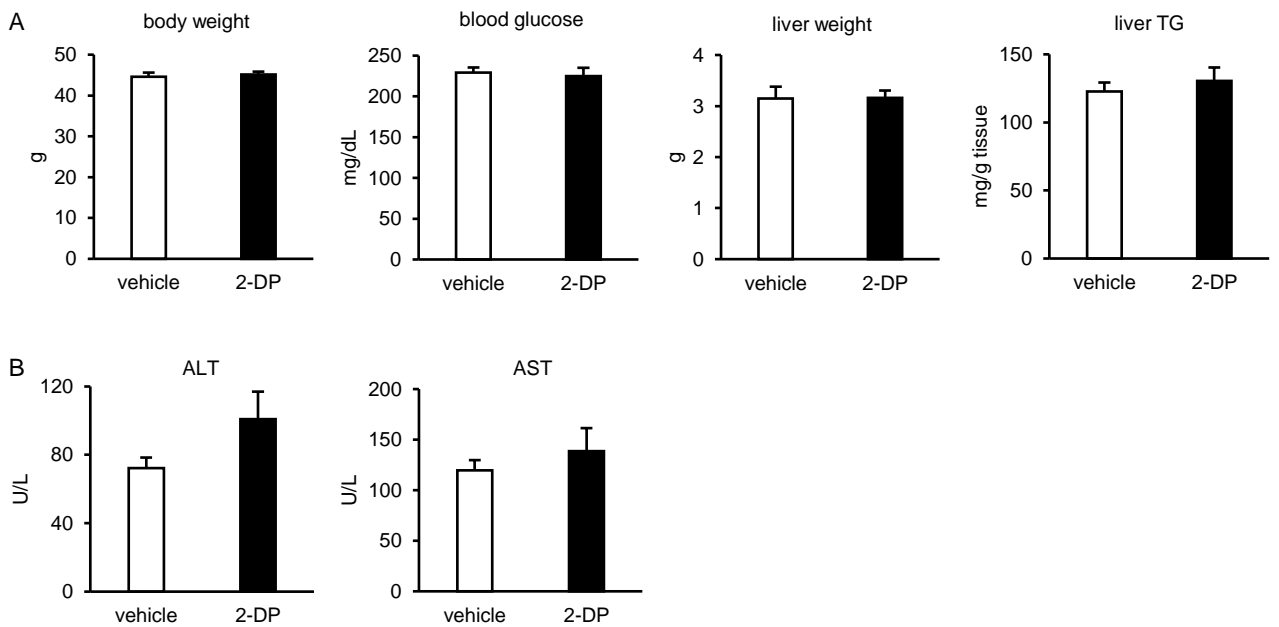 A
body weight
g
50
40
30
20
10
0
vehicle 2-DP
blood glucose
mg/dL
250
200
150
100
50
0
vehicle 2-DP
liver weight
g
4
3
2
1
0
vehicle 2-DP
liver TG
mg/g tissue
150
100
50
0
vehicle 2-DP
B
ALT
U/L
120
80
40
0
vehicle 2-DP
AST
U/L
200
150
100
50
0
vehicle 2-DP